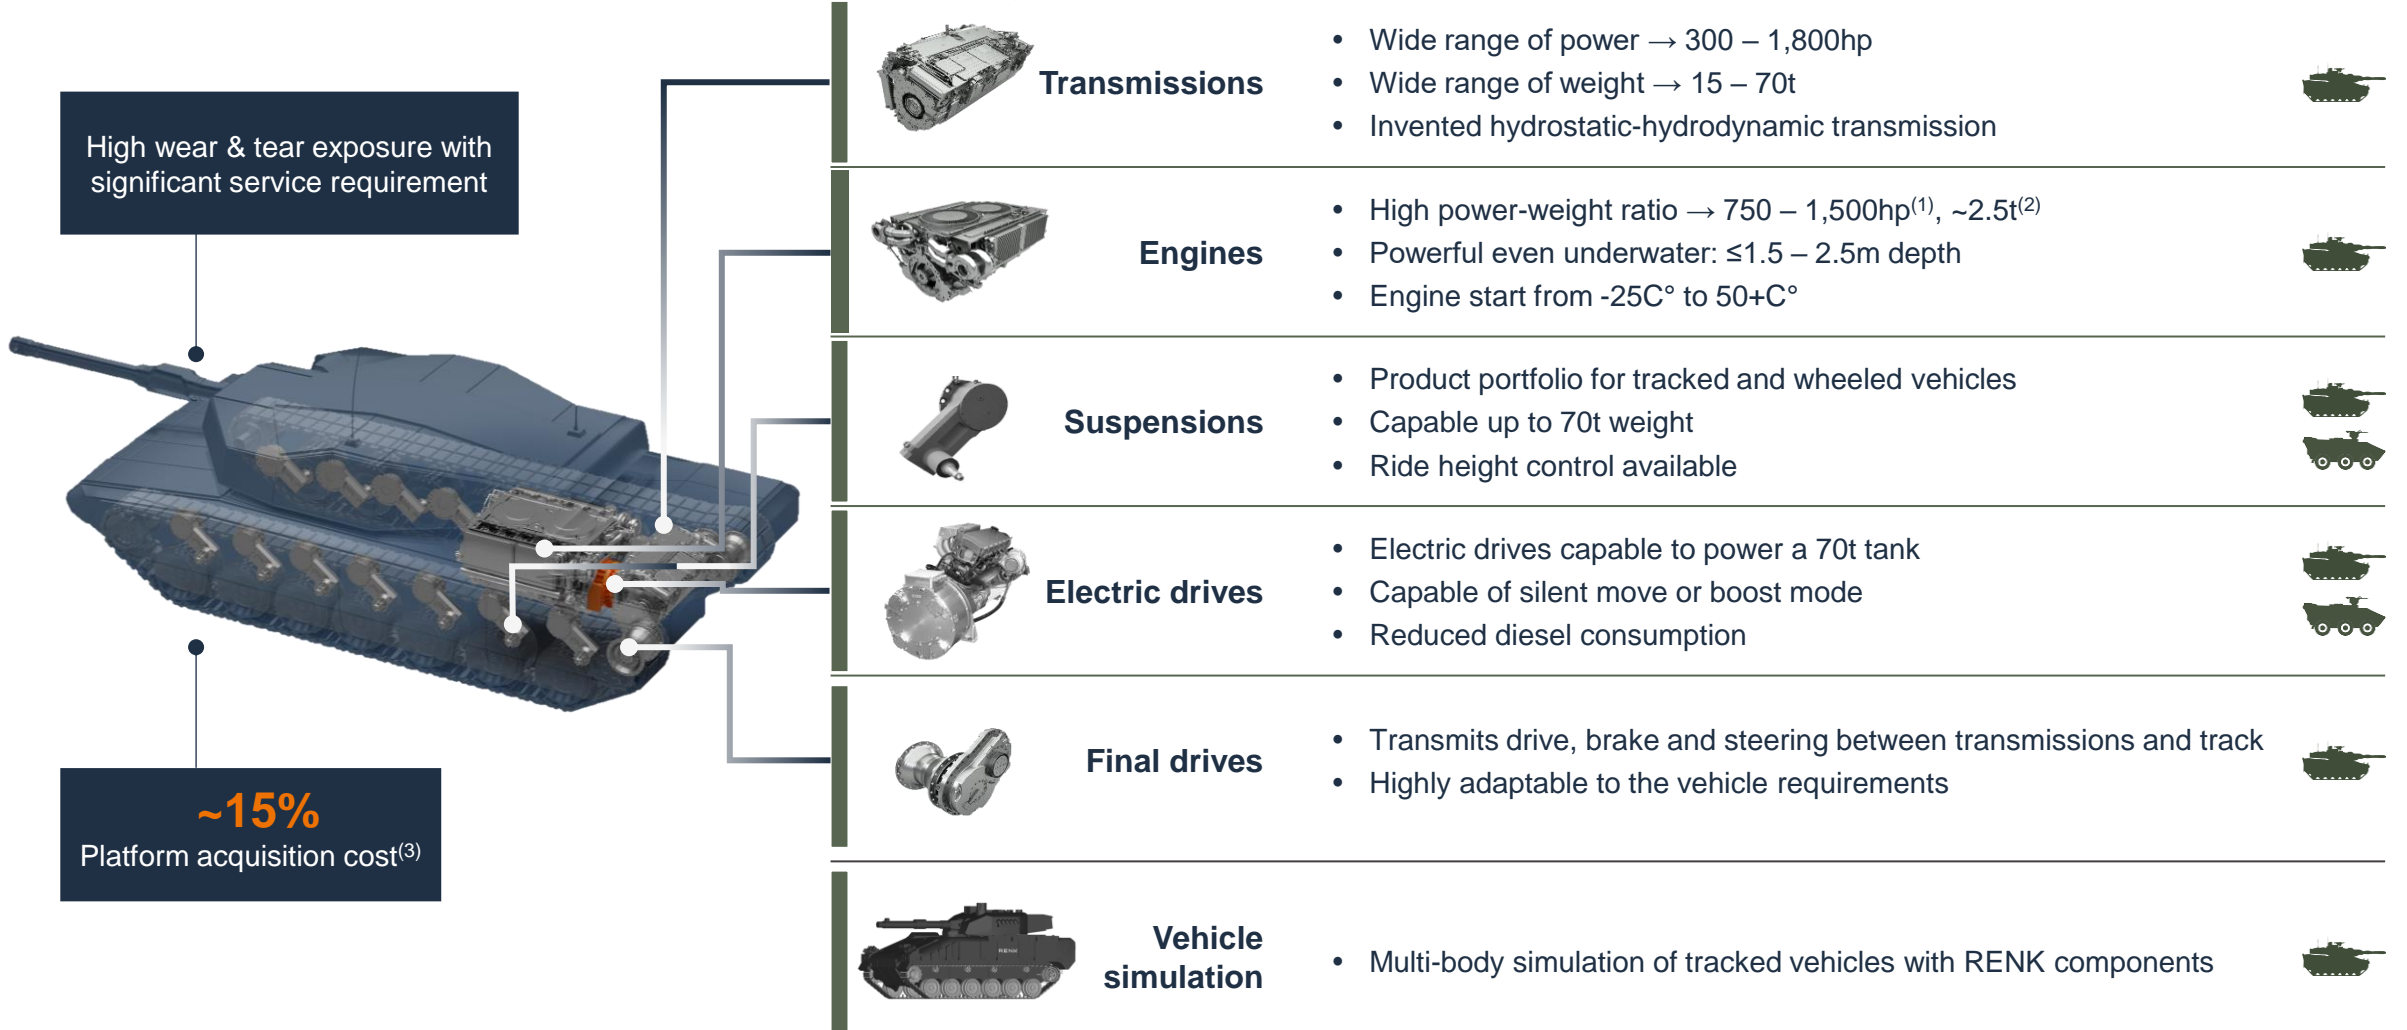 High wear & tear exposure with
significant service requirement
~15%
Platform acquisition cost(3)
Transmissions
• Wide range of power → 300 – 1,800hp
• Wide range of weight → 15 – 70t
• Invented hydrostatic-hydrodynamic transmission
Engines
• High power-weight ratio → 750 – 1,500hp(1), ~2.5t(2)
• Powerful even underwater: ≤1.5 – 2.5m depth
• Engine start from -25C° to 50+C°
Suspensions
• Product portfolio for tracked and wheeled vehicles
• Capable up to 70t weight
• Ride height control available
Electric drives
• Electric drives capable to power a 70t tank
• Capable of silent move or boost mode
• Reduced diesel consumption
Final drives
• Transmits drive, brake and steering between transmissions and track
• Highly adaptable to the vehicle requirements
RENK
Vehicle
simulation
• Multi-body simulation of tracked vehicles with RENK components